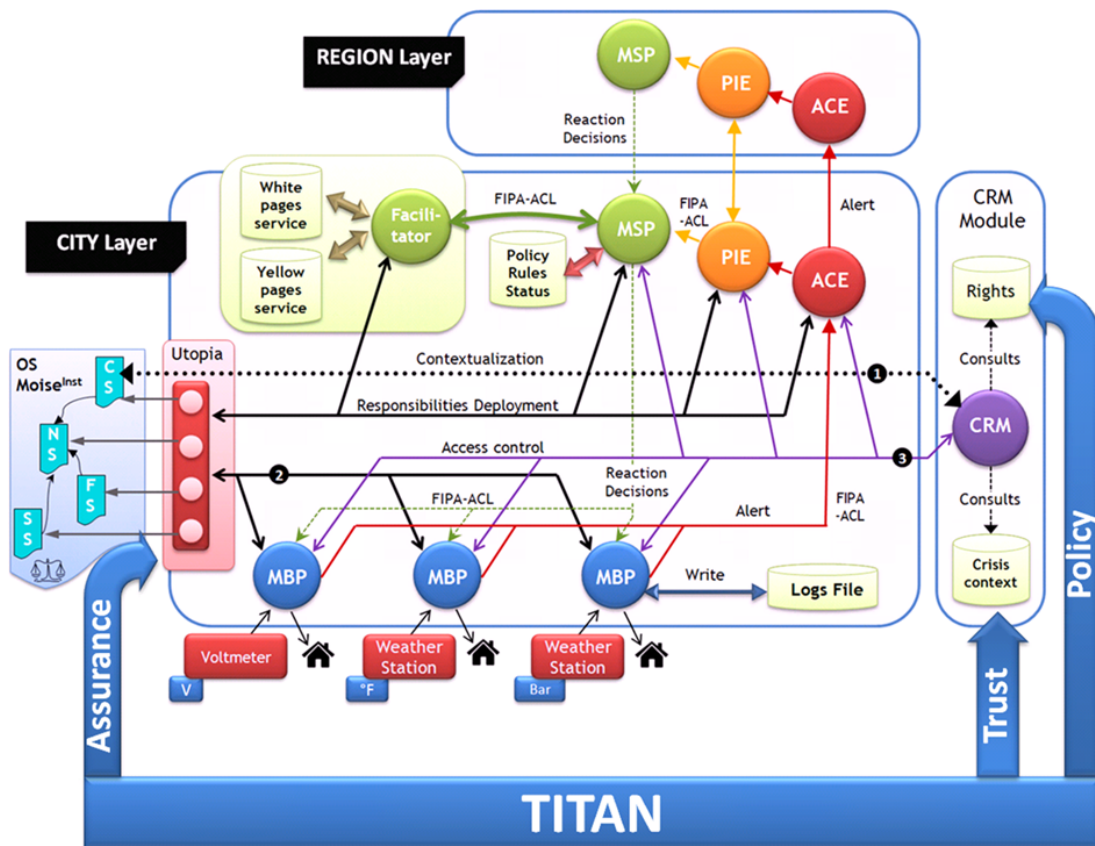 REGION Layer
MSP
PIE
ACE
Reaction
Decisions
CITY Layer
White
pages
service
Yellow
pages
service
Facili-
tator
FIPA-ACL
MSP
Policy
Rules
Status
FIPA
-ACL
PIE
Alert
ACE
CRM
Module
Rights
Consults
CRM
Consults
Crisis
context
OS
Moise^Inst
C
S
N
S
F
S
S
S
Utopia
Contextualization
1
Responsibilities Deployment
Access control
3
2
FIPA-ACL
Reaction
Decisions
Alert
FIPA
-ACL
MBP
MBP
MBP
Write
Logs File
Voltmeter
V
Weather
Station
°F
Weather
Station
Bar
Assurance
Trust
Policy
TITAN